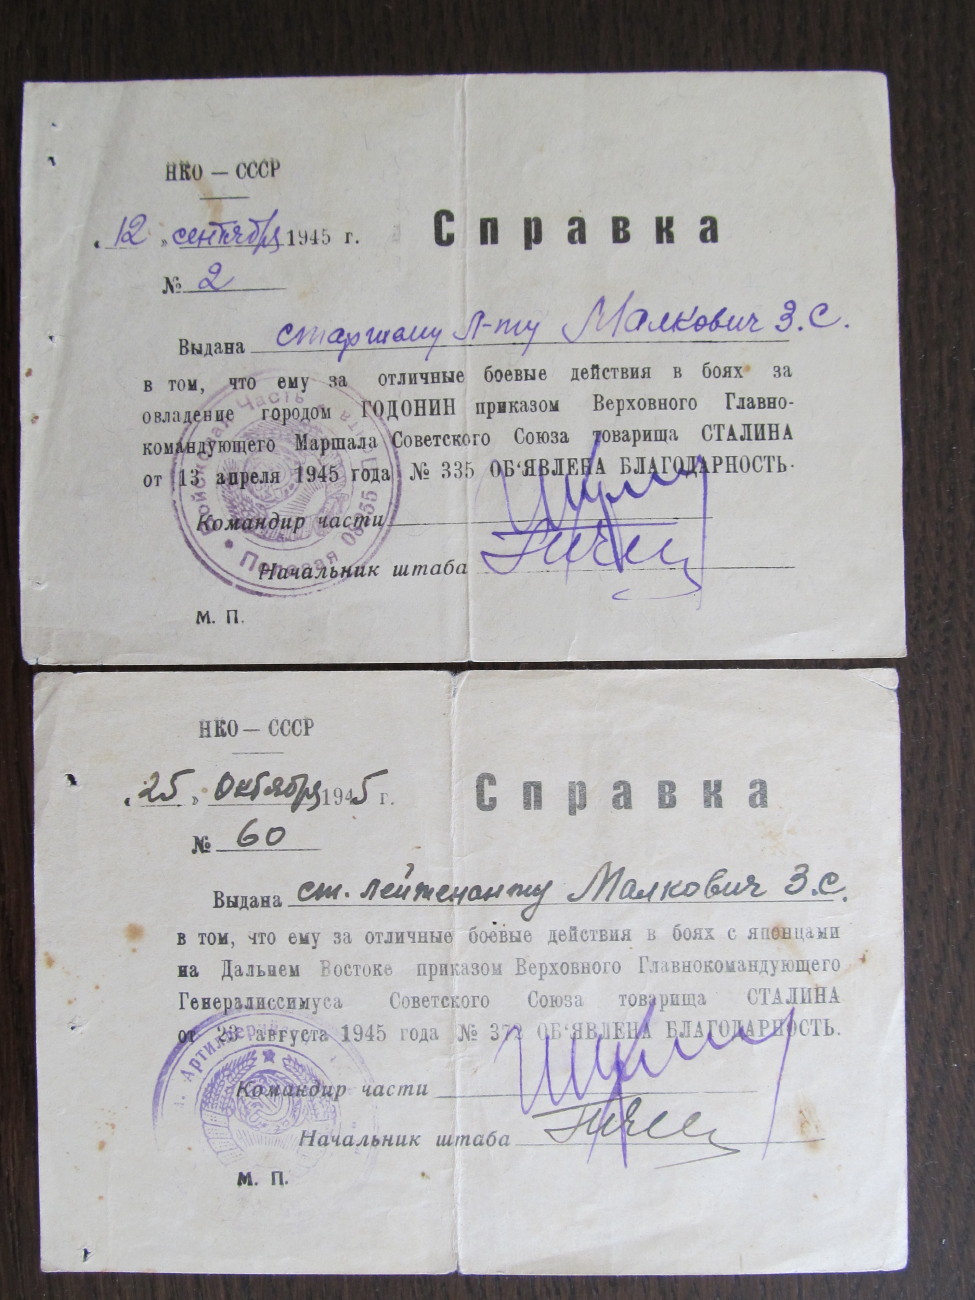 НКО — СССР
„12 „ сентября 1945 г.
Справка
№ 2
Выдана старшему л-ту Малкович З.С.
в том, что ему за отличные боевые действия в боях за
овладение городом ГОДОНИН приказом Верховного Главно-
командующего Маршала Советского Союза товарища СТАЛИНА
от 13 апреля 1945 года № 335 ОБ‘ЯВЛЕНА БЛАГОДАРНОСТЬ.
Командир части
Начальник штаба
М. П.
Войсковая Часть
Полевая Почта
НКО — СССР
„25 „ октября 1945 г.
Справка
№ 60
Выдана ст. лейтенанту Малкович З.С.
в том, что ему за отличные боевые действия в боях с японцами
на Дальнем Востоке приказом Верховного Главнокомандующего
Генералиссимуса Советского Союза товарища СТАЛИНА
от 23 августа 1945 года № 372 ОБ‘ЯВЛЕНА БЛАГОДАРНОСТЬ.
Командир части
Начальник штаба
М. П.